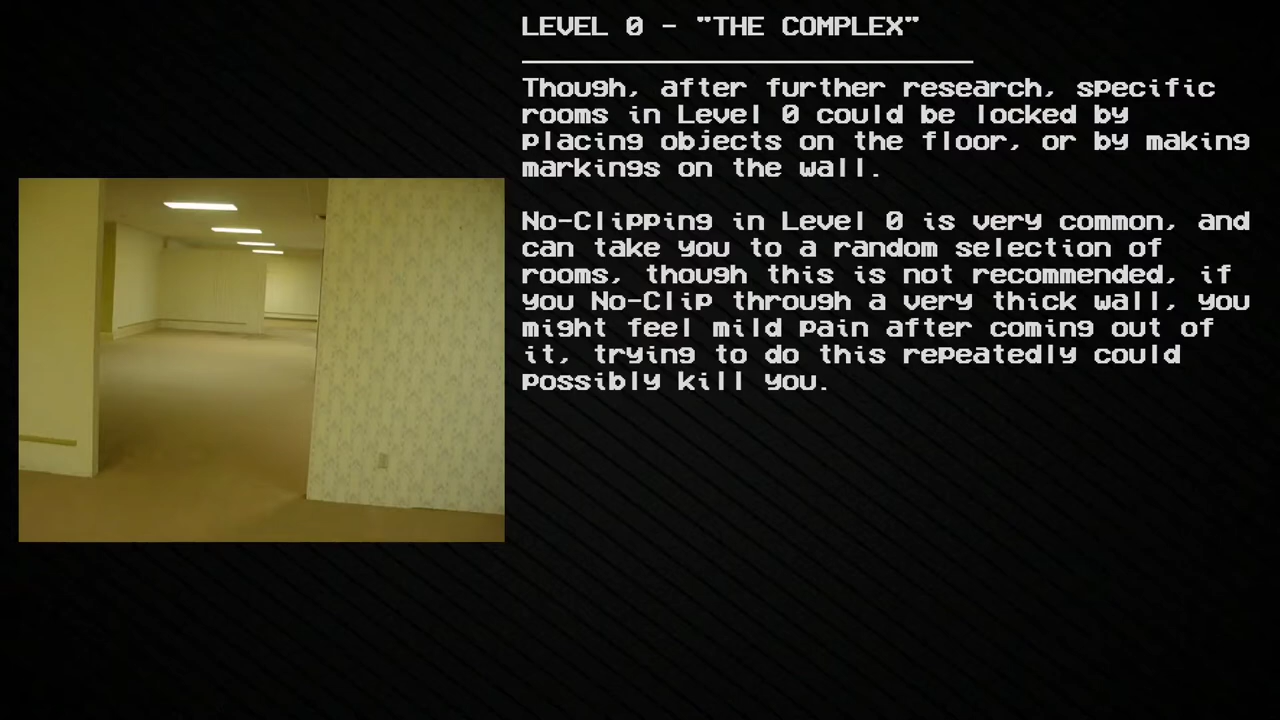 LEVEL 0 - "THE COMPLEX"
Though, after further research, specific
rooms in Level 0 could be locked by
placing objects on the floor, or by making
markings on the wall.
No-Clipping in Level 0 is very common, and
can take you to a random selection of
rooms, though this is not recommended, if
you No-Clip through a very thick wall, you
might feel mild pain after coming out of
it, trying to do this repeatedly could
possibly kill you.